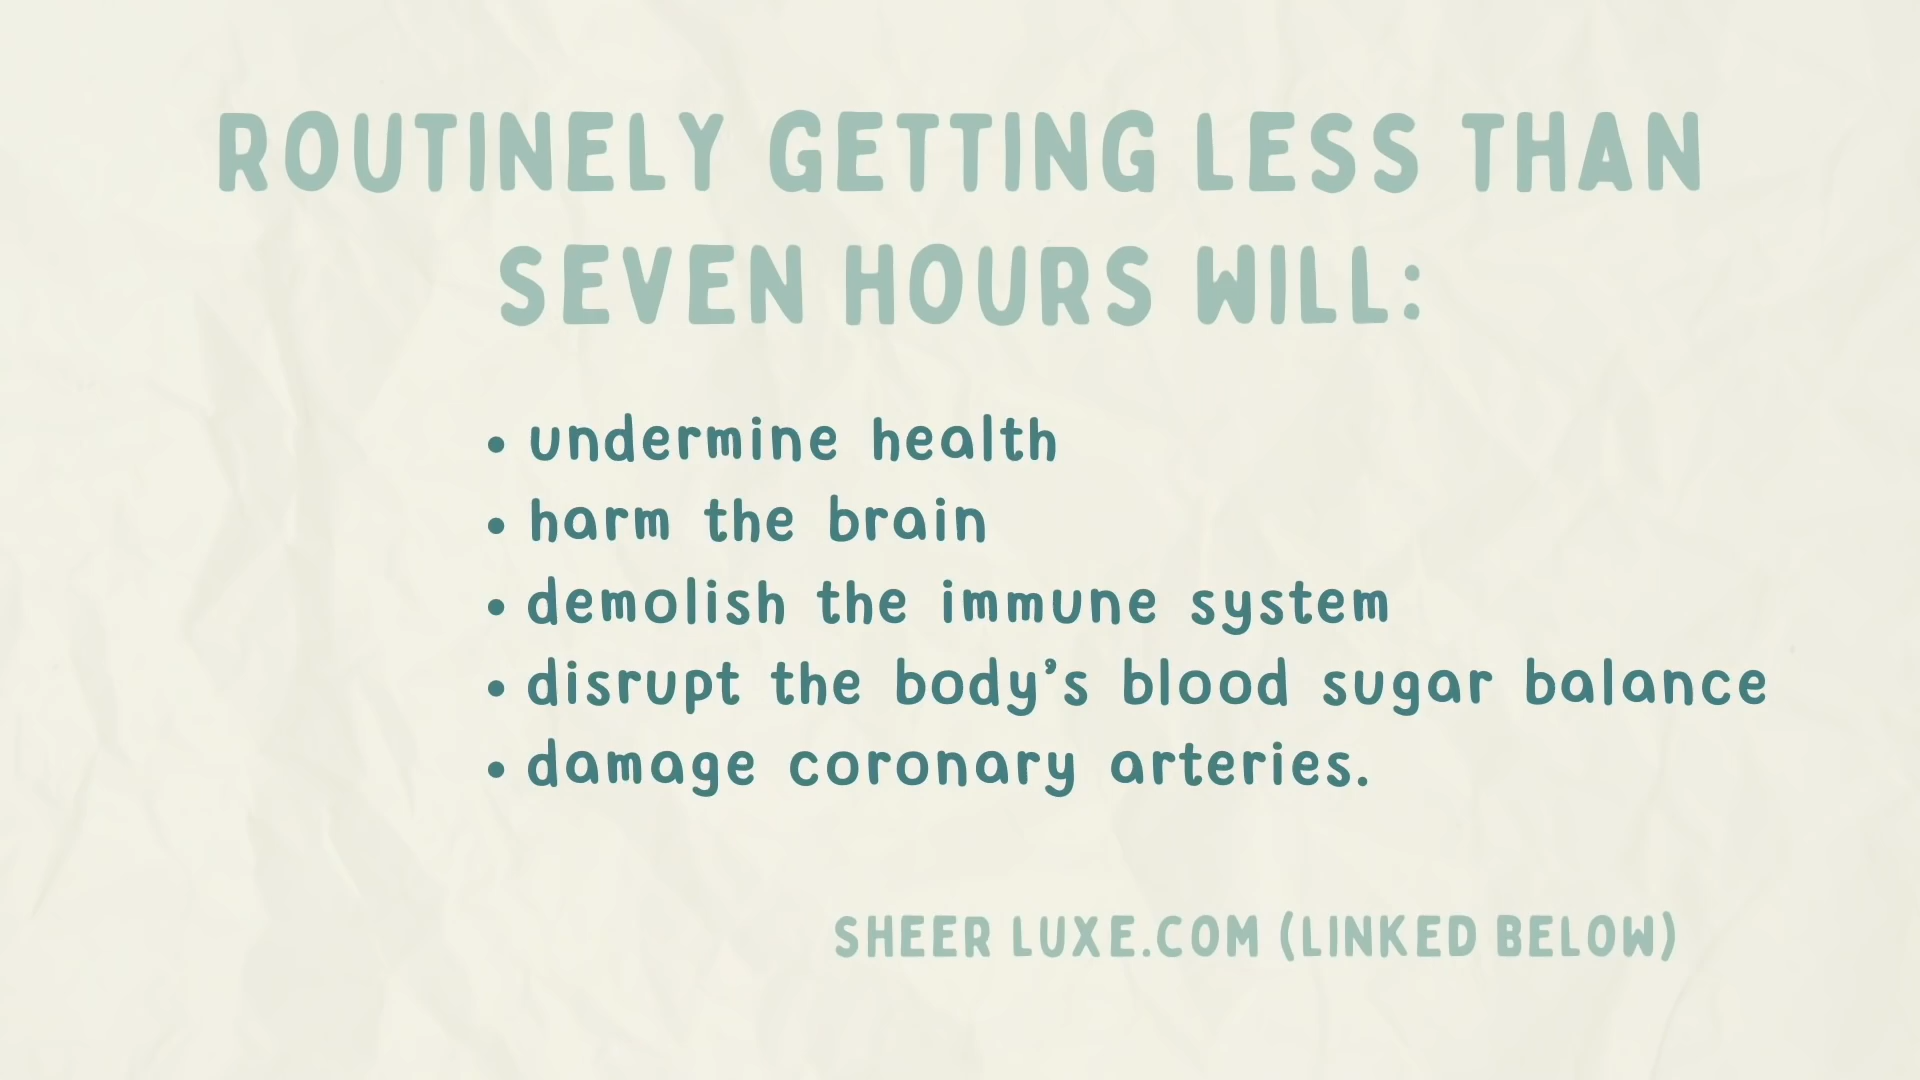 ROUTINELY GETTING LESS THAN
SEVEN HOURS WILL:
• undermine health
• harm the brain
• demolish the immune system
• disrupt the body's blood sugar balance
• damage coronary arteries.
SHEER LUXE.COM (LINKED BELOW)